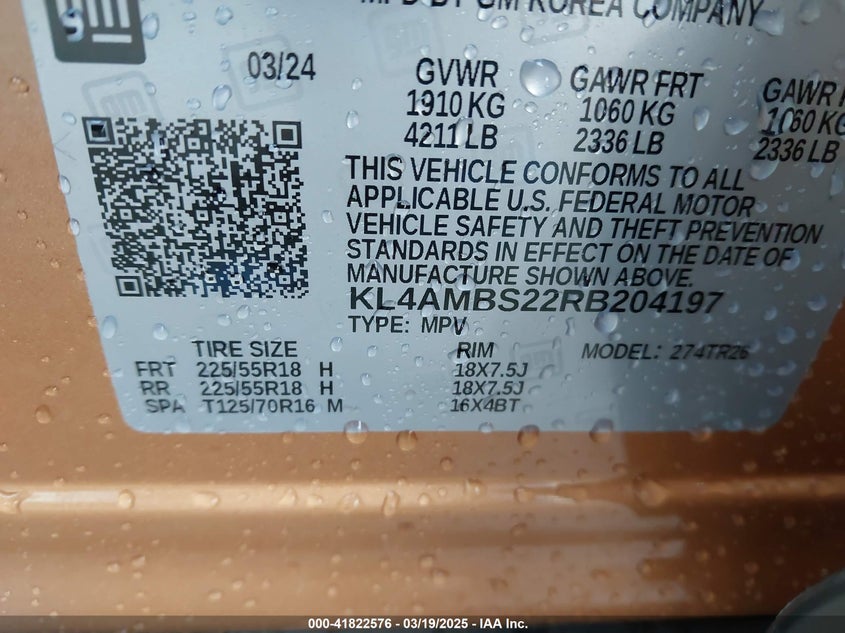 MFD BY GM KOREA COMPANY
03/24
GVWR GAWR FRT GAWR
1910 KG 1060 KG 1060 KG
4211 LB 2336 LB 2336 LB
THIS VEHICLE CONFORMS TO ALL
APPLICABLE U.S. FEDERAL MOTOR
VEHICLE SAFETY AND THEFT PREVENTION
STANDARDS IN EFFECT ON THE DATE OF
MANUFACTURE SHOWN ABOVE.
KL4AMBS22RB204197
TYPE: MPV
TIRE SIZE RIM MODEL: 274TR26
FRT 225/55R18 H 18X7.5J
RR 225/55R18 H 18X7.5J
SPA T125/70R16 M 16X4BT
000-41822576 - 03/19/2025 - IAA Inc.